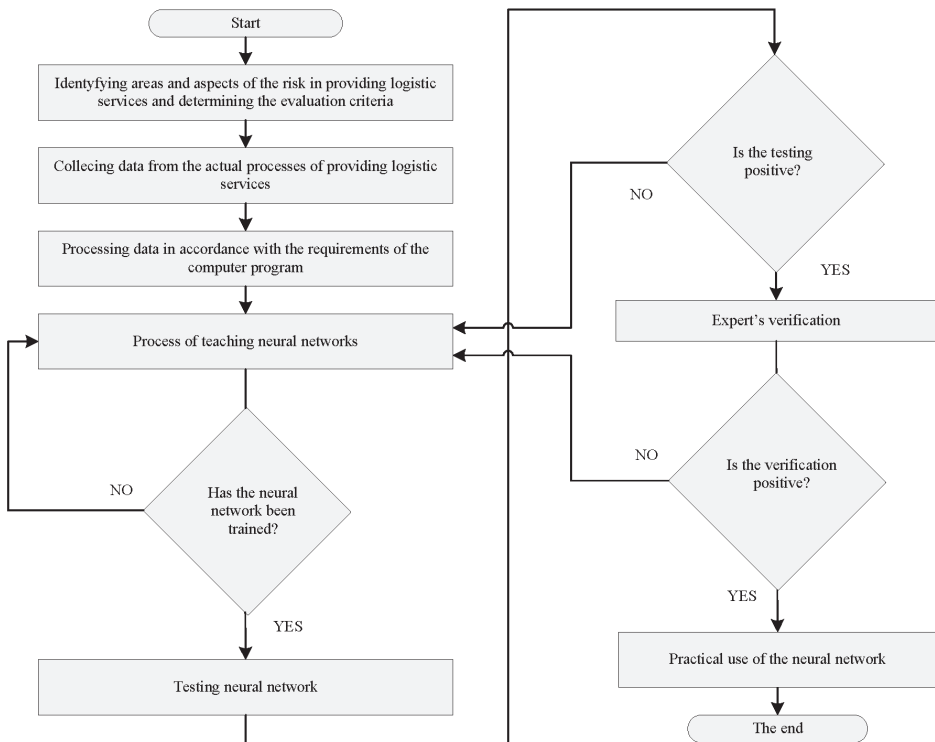 Start
Identyfying areas and aspects of the risk in providing logistic
services and determining the evaluation criteria
Collecing data from the actual processes of providing logistic
services
Processing data in accordance with the requirements of the
computer program
Process of teaching neural networks
NO
Has the neural
network been
trained?
YES
Testing neural network
Is the testing
positive?
NO
YES
Expert’s verification
NO
Is the verification
positive?
YES
Practical use of the neural network
The end